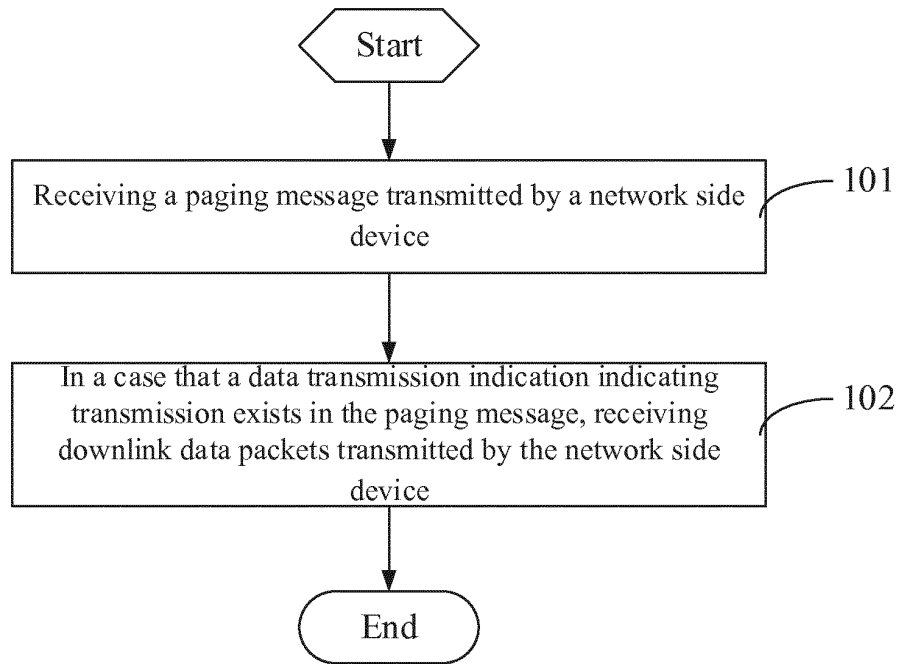 Start
Receiving a paging message transmitted by a network side
device
101
In a case that a data transmission indication indicating
transmission exists in the paging message, receiving
downlink data packets transmitted by the network side
device
102
End